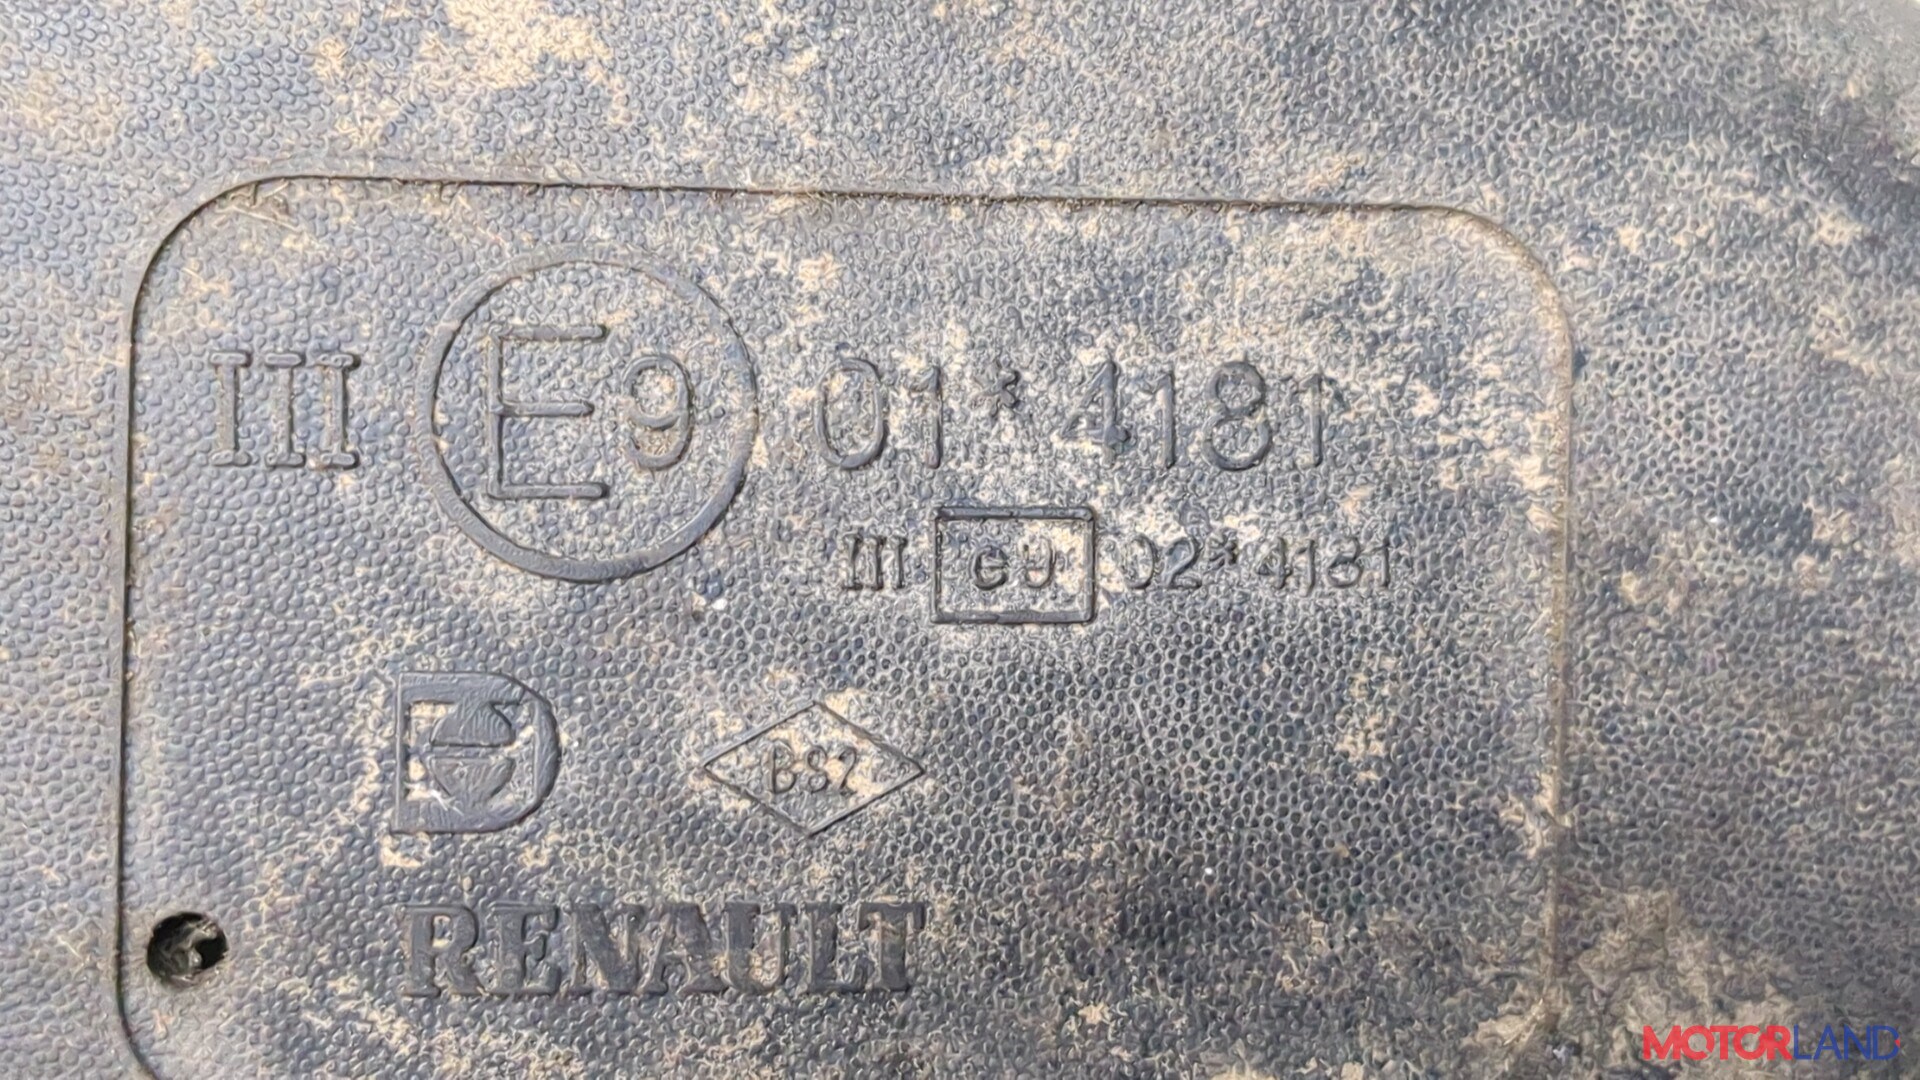 III E9 01*4181
III e9 02*4181
BS2
RENAULT
MOTORLAND